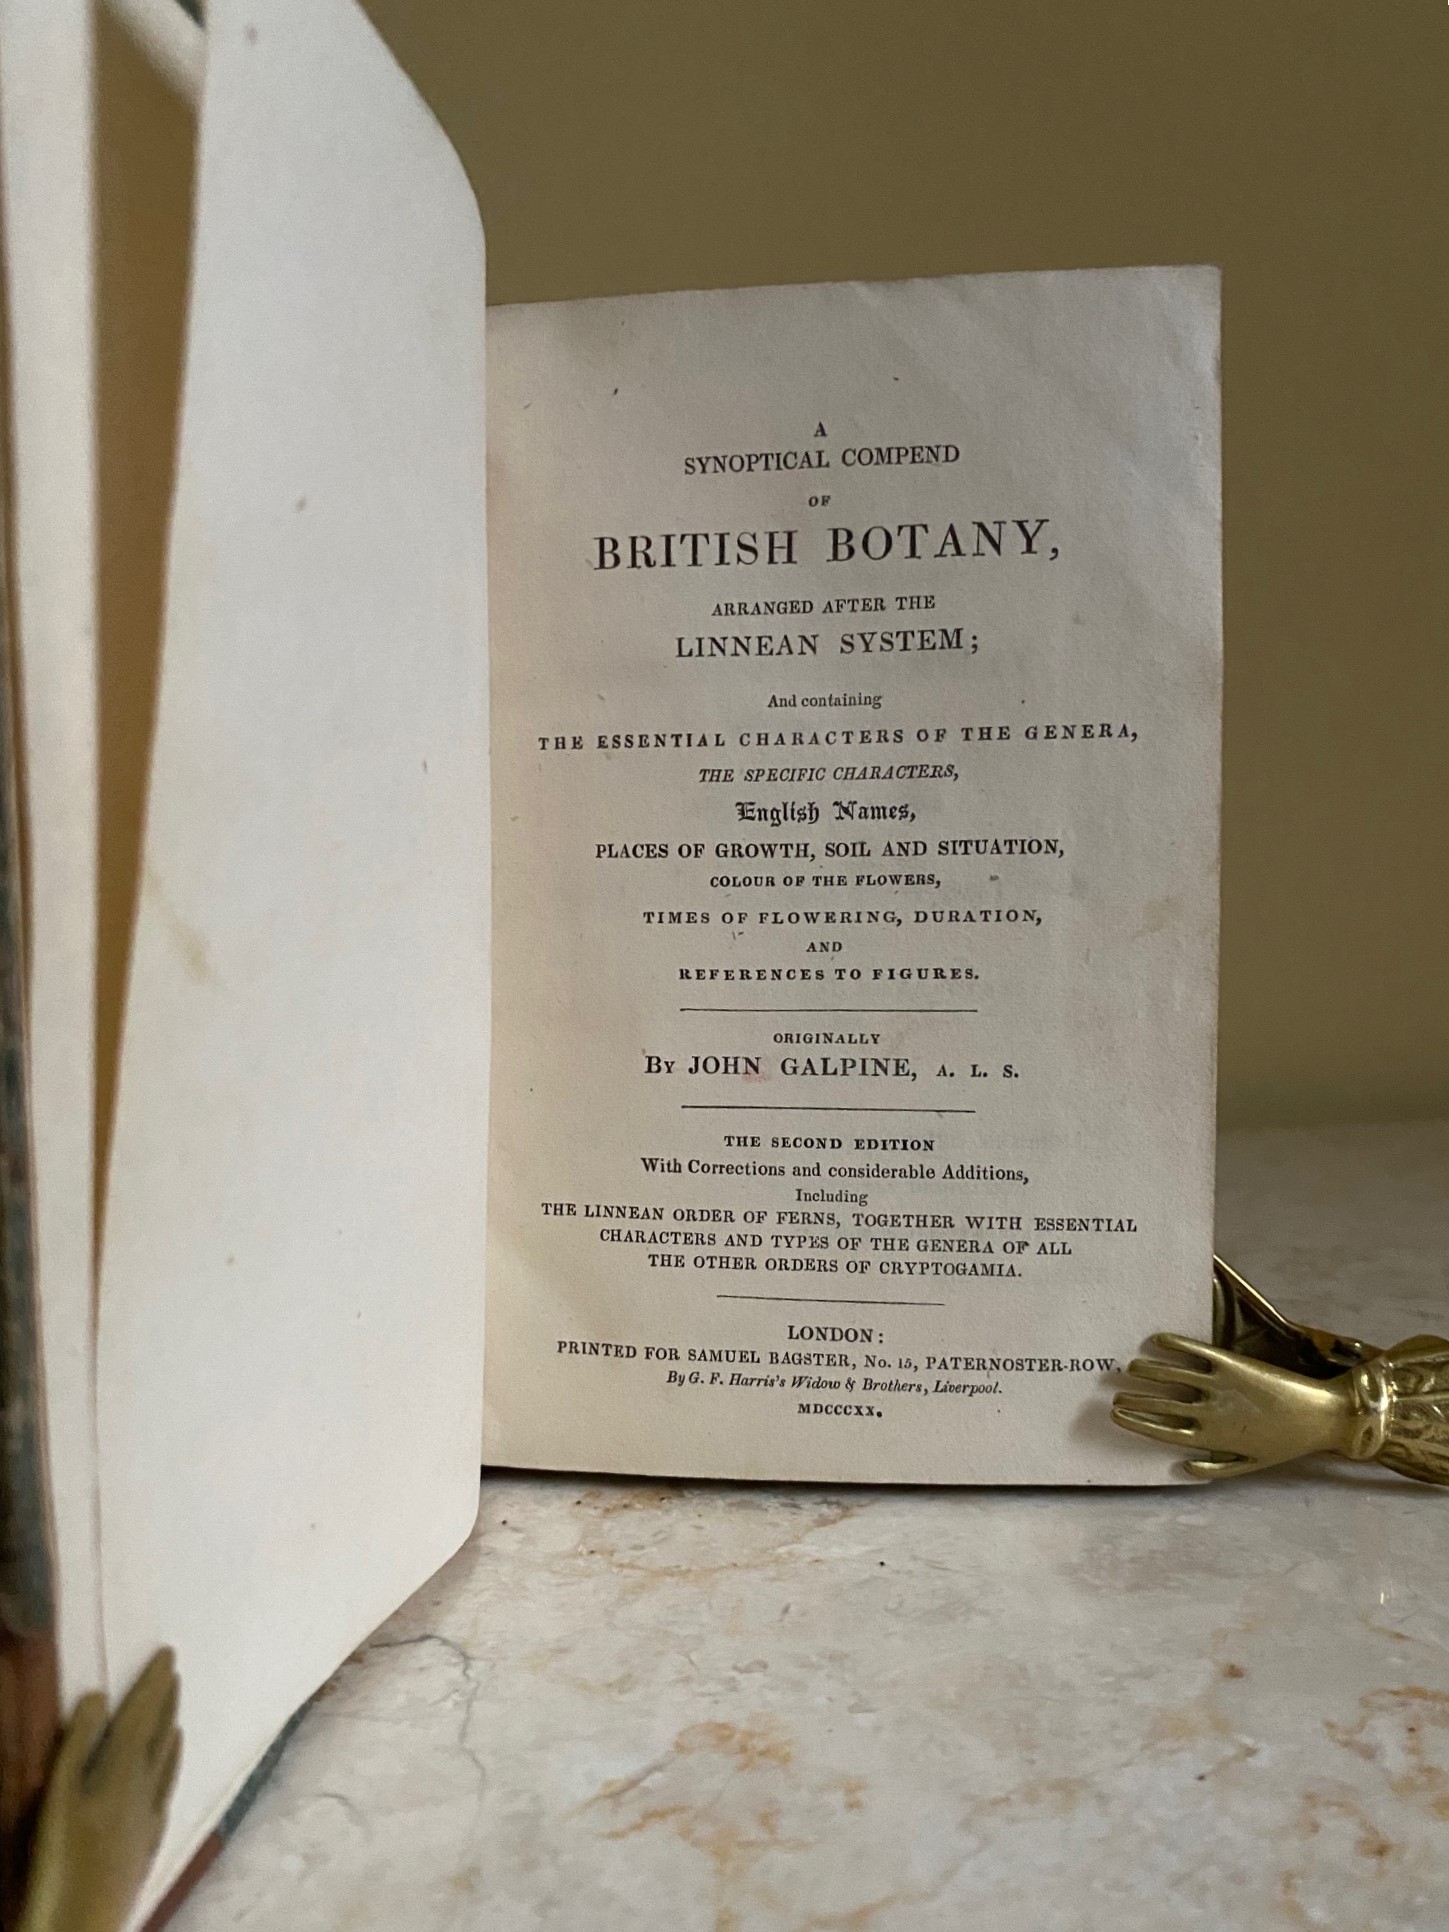 A
SYNOPTICAL COMPEND
OF
BRITISH BOTANY,
ARRANGED AFTER THE
LINNEAN SYSTEM;
And containing
THE ESSENTIAL CHARACTERS OF THE GENERA,
THE SPECIFIC CHARACTERS,
English Names,
PLACES OF GROWTH, SOIL AND SITUATION,
COLOUR OF THE FLOWERS,
TIMES OF FLOWERING, DURATION,
AND
REFERENCES TO FIGURES.
ORIGINALLY
By JOHN GALPINE, A. L. S.
THE SECOND EDITION
With Corrections and considerable Additions,
Including
THE LINNEAN ORDER OF FERNS, TOGETHER WITH ESSENTIAL
CHARACTERS AND TYPES OF THE GENERA OF ALL
THE OTHER ORDERS OF CRYPTOGAMIA.
LONDON:
PRINTED FOR SAMUEL BAGSTER, No. 15, PATERNOSTER-ROW,
By G. F. Harris's Widow & Brothers, Liverpool.
MDCCCXX.